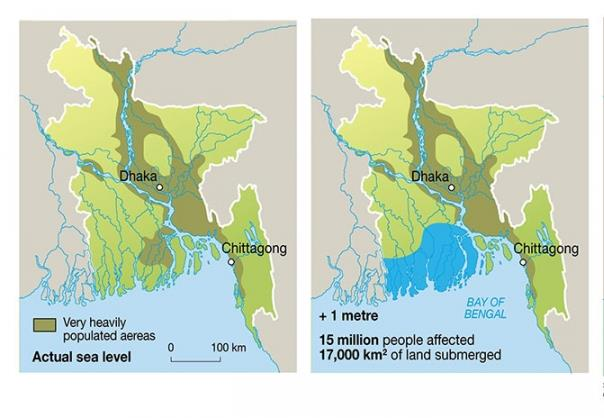 Dhaka
Chittagong
Very heavily
populated aereas
Actual sea level
0 100 km
Dhaka
Chittagong
BAY OF
BENGAL
+ 1 metre
15 million people affected
17,000 km² of land submerged